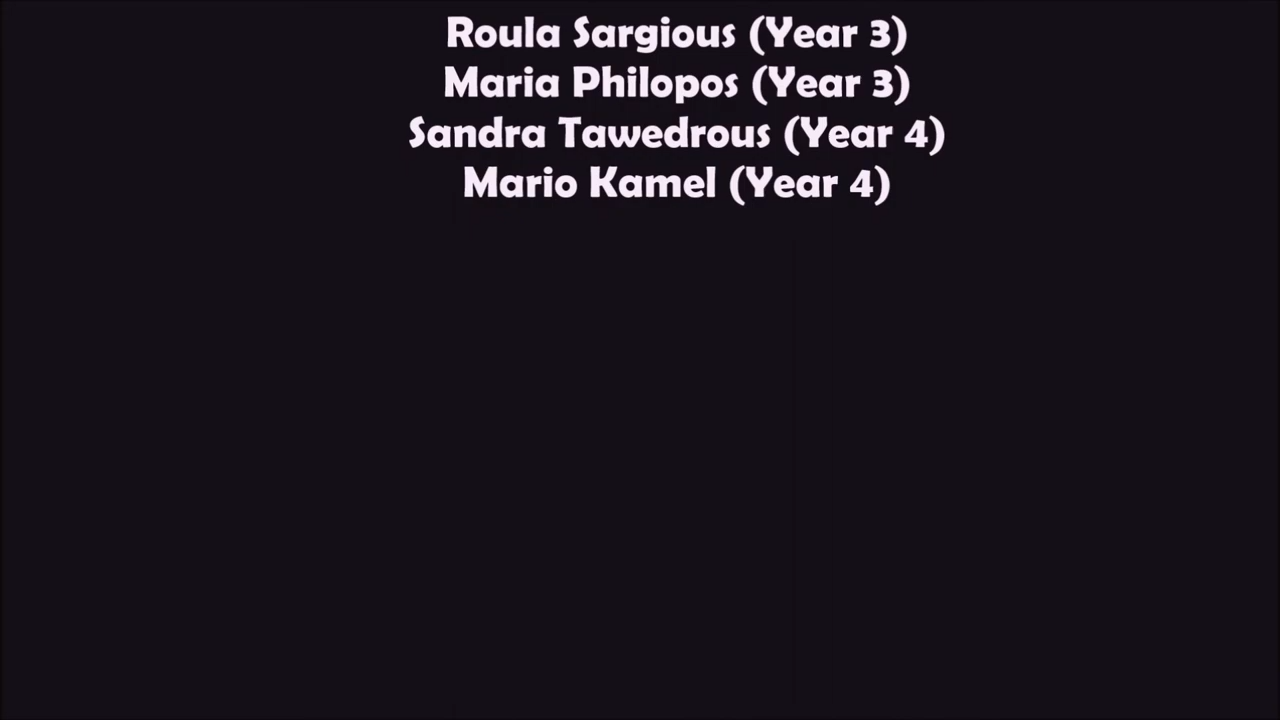 Roula Sargious (Year 3)
Maria Philopos (Year 3)
Sandra Tawedrous (Year 4)
Mario Kamel (Year 4)